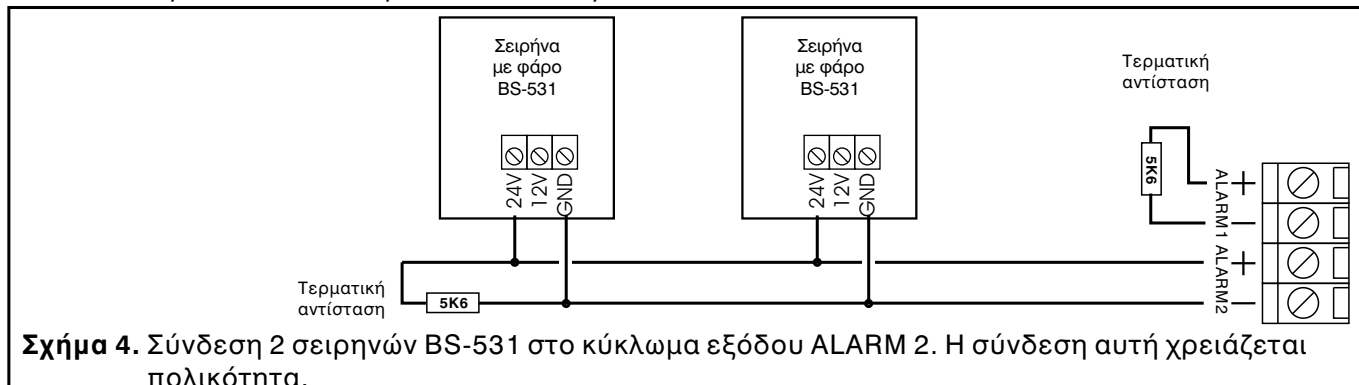 Σειρήνα
με φάρο
BS-531
24V
12V
GND
Σειρήνα
με φάρο
BS-531
24V
12V
GND
Τερματική
αντίσταση
5K6
ALARM1
+
−
ALARM2
+
−
Τερματική
αντίσταση
5K6
Σχήμα 4. Σύνδεση 2 σειρηνών BS-531 στο κύκλωμα εξόδου ALARM 2. Η σύνδεση αυτή χρειάζεται
πολικότητα.